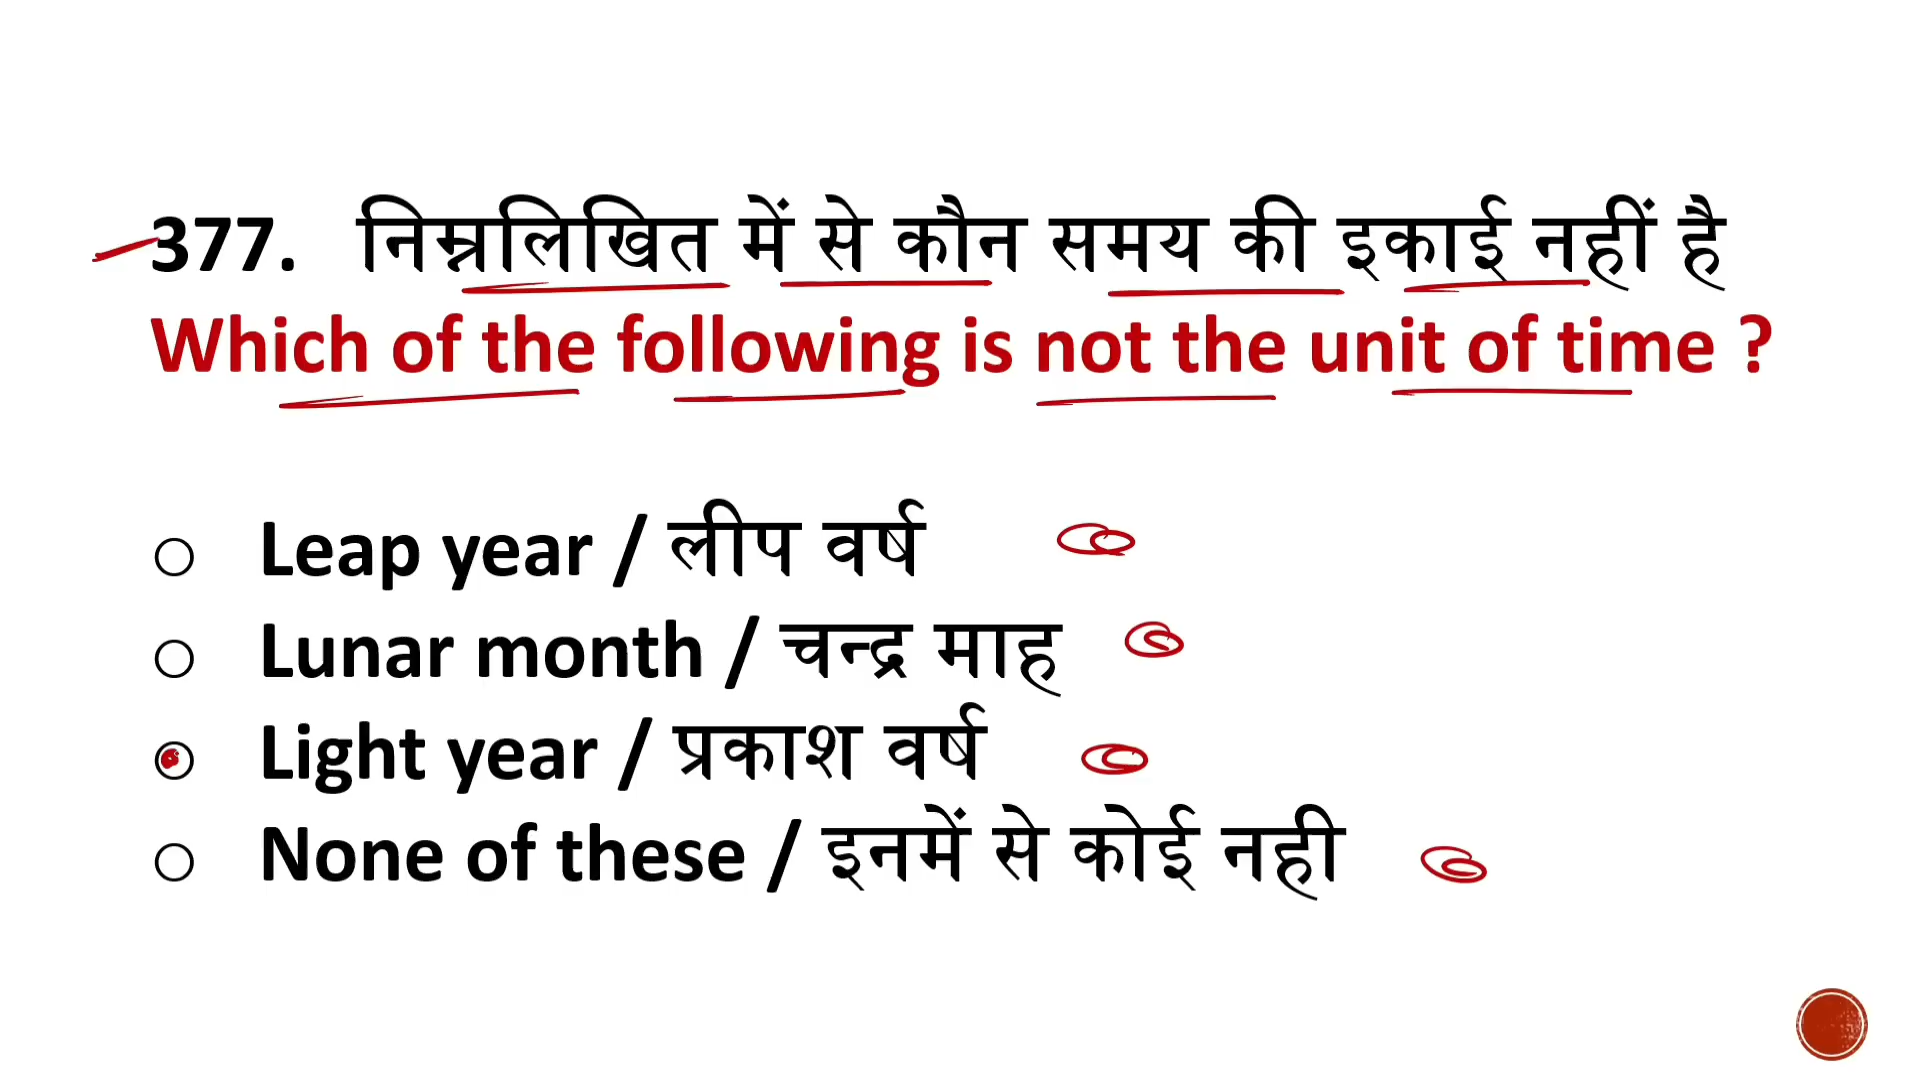 377. निम्नलिखित में से कौन समय की इकाई नहीं है
Which of the following is not the unit of time ?
Leap year / लीप वर्ष
Lunar month / चन्द्र माह
Light year / प्रकाश वर्ष
None of these / इनमें से कोई नही